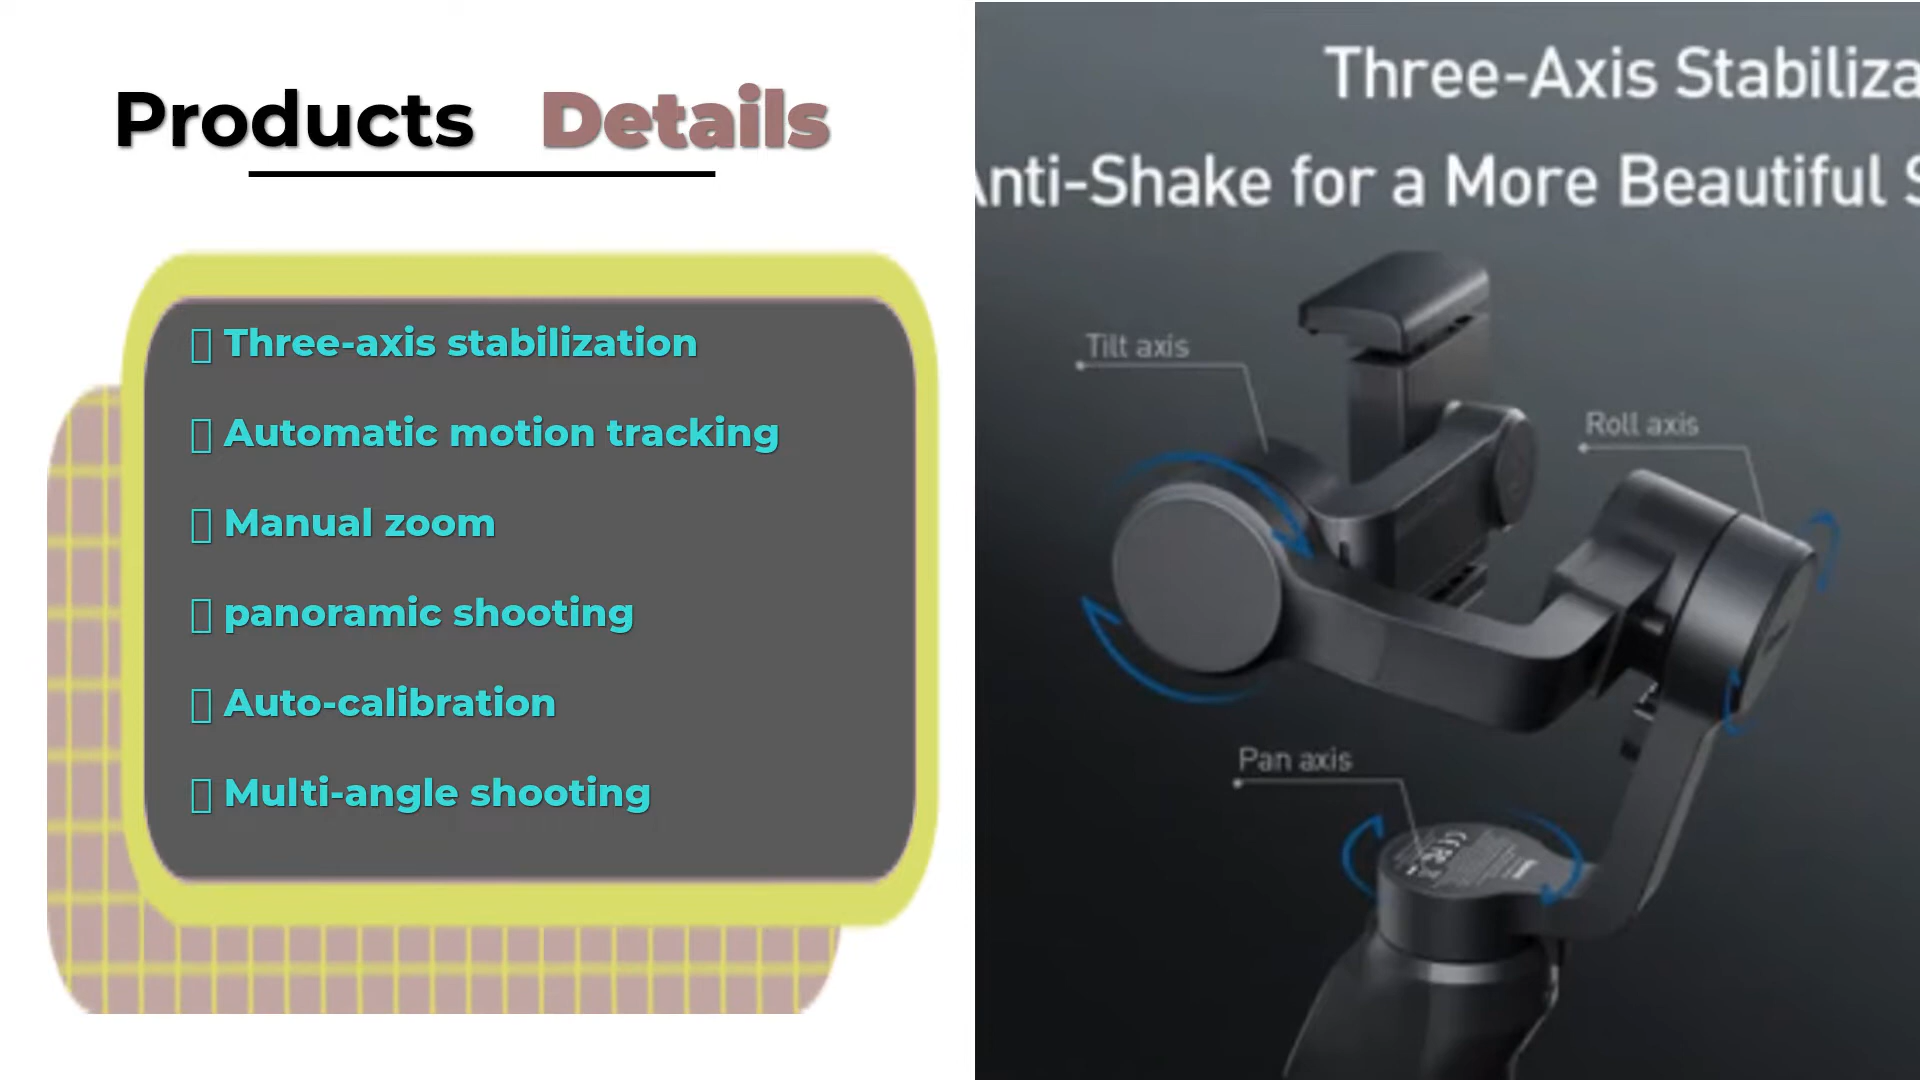 Products Details
Three-axis stabilization
Automatic motion tracking
Manual zoom
panoramic shooting
Auto-calibration
Multi-angle shooting
Three-Axis Stabiliza
Anti-Shake for a More Beautiful S
Tilt axis
Roll axis
Pan axis